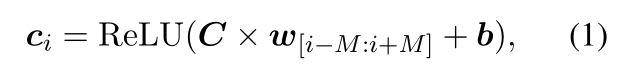 c_i = ReLU(C × w_{[i−M:i+M]} + b), (1)